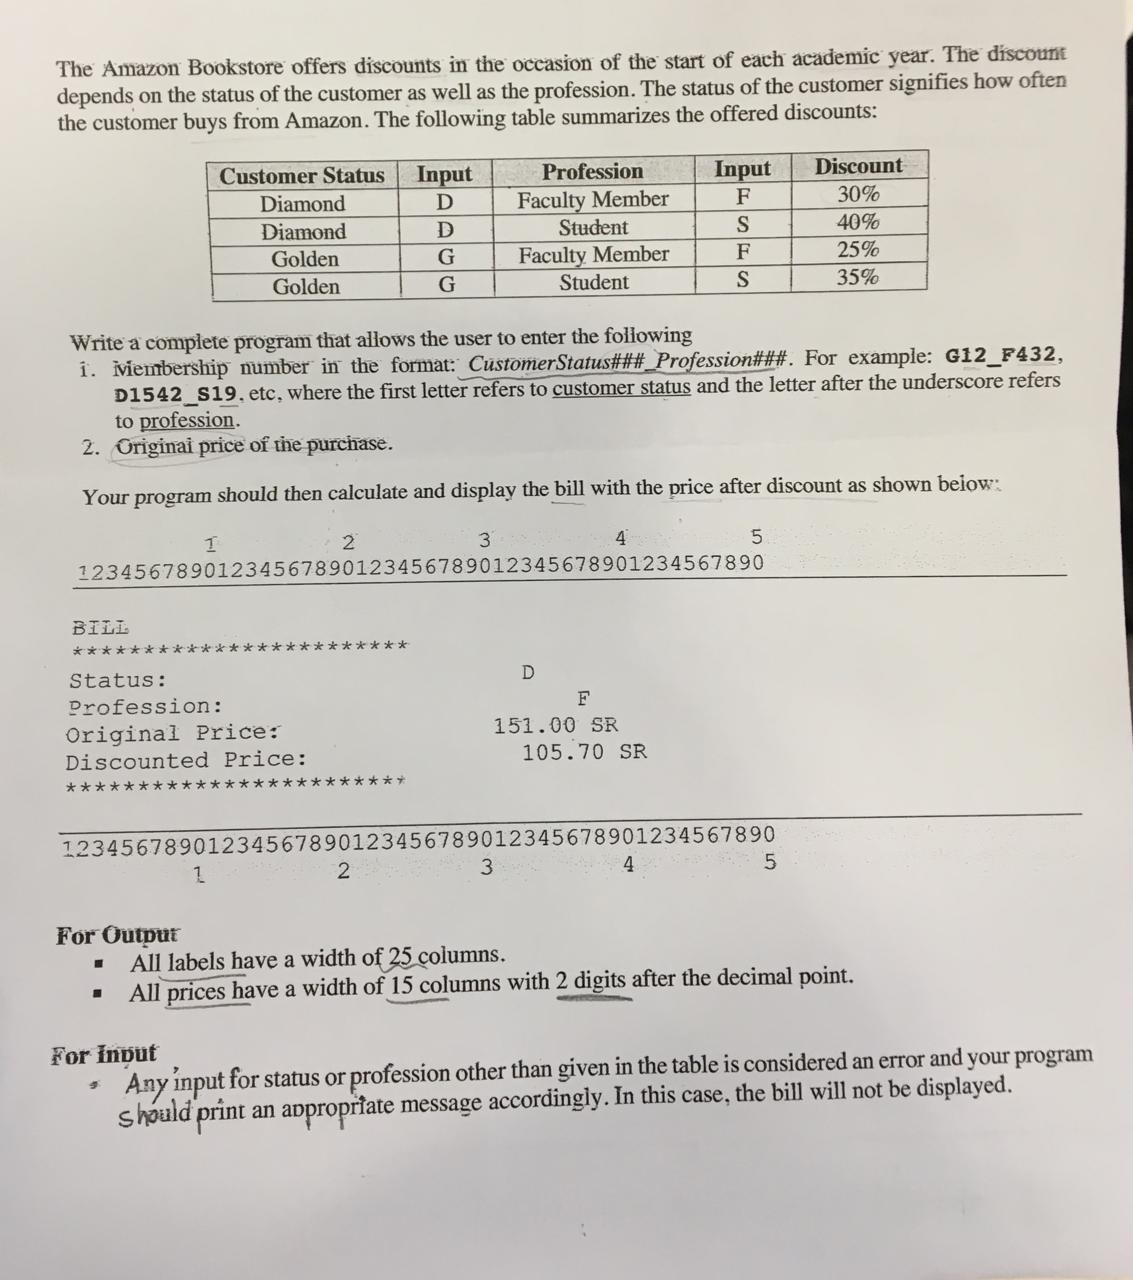 The Amazon Bookstore offers discounts in the occasion of the start of each academic year. The discount
depends on the status of the customer as well as the profession. The status of the customer signifies how often
the customer buys from Amazon. The following table summarizes the offered discounts:
Customer Status Input Profession Input Discount
Diamond D Faculty Member F 30%
Diamond D Student S 40%
Golden G Faculty Member F 25%
Golden G Student S 35%
Write a complete program that allows the user to enter the following
1. Membership number in the format: CustomerStatus###_Profession###. For example: G12_F432,
D1542_S19, etc, where the first letter refers to customer status and the letter after the underscore refers
to profession.
2. Original price of the purchase.
Your program should then calculate and display the bill with the price after discount as shown below:
1 2 3 4 5
12345678901234567890123456789012345678901234567890
BILL
************************
Status: D
Profession: F
Original Price: 151.00 SR
Discounted Price: 105.70 SR
************************
12345678901234567890123456789012345678901234567890
1 2 3 4 5
For Output
▪ All labels have a width of 25 columns.
▪ All prices have a width of 15 columns with 2 digits after the decimal point.
For Input
▪ Any input for status or profession other than given in the table is considered an error and your program
should print an appropriate message accordingly. In this case, the bill will not be displayed.